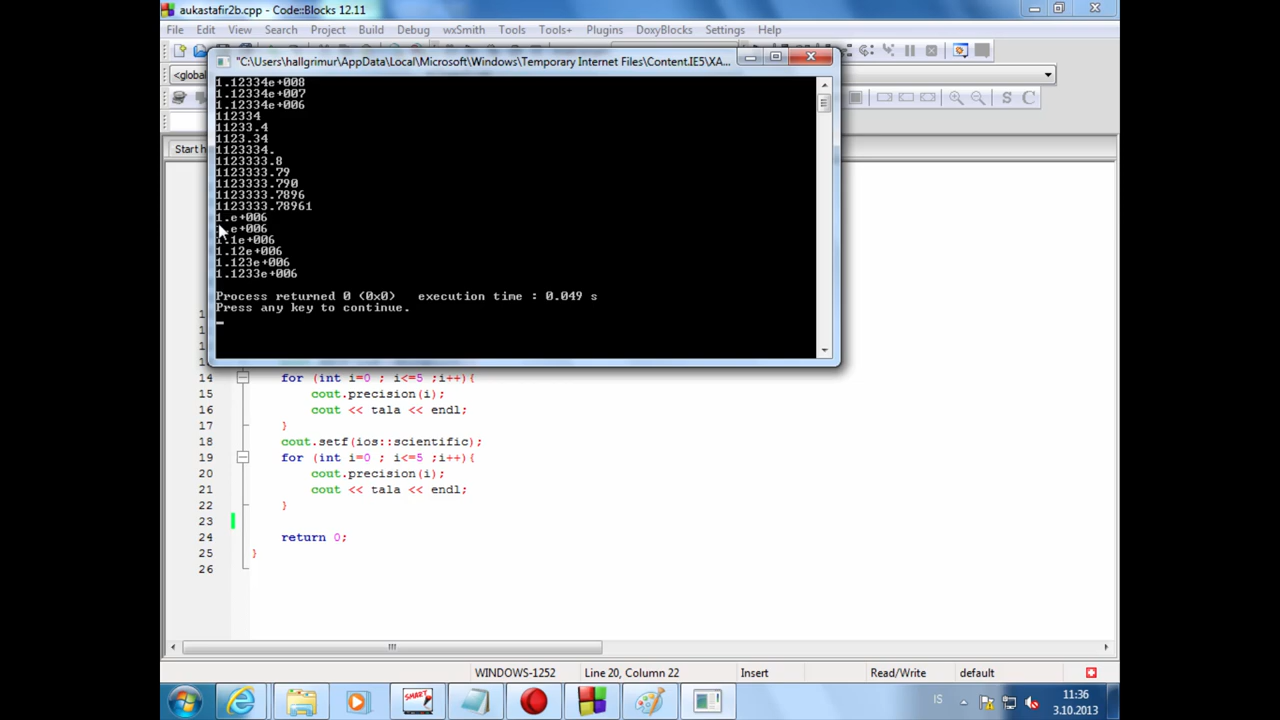 aukastafir2b.cpp - Code::Blocks 12.11
File Edit View Search Project Build Debug wxSmith Tools Tools+ Plugins DoxyBlocks Settings Help
"C:\Users\hallgrimur\AppData\Local\Microsoft\Windows\Temporary Internet Files\Content.IE5\XA...
<global
S C
Start h
1.12334e+008
1.12334e+007
1.12334e+006
112334
11233.4
1123.34
1123334.
1123333.8
1123333.79
1123333.790
1123333.7896
1123333.78961
1.e+006
.e+006
1.1e+006
1.12e+006
1.123e+006
1.1233e+006
Process returned 0 (0x0) execution time : 0.049 s
Press any key to continue.
14 for (int i=0 ; i<=5 ;i++){
15 cout.precision(i);
16 cout << tala << endl;
17 }
18 cout.setf(ios::scientific);
19 for (int i=0 ; i<=5 ;i++){
20 cout.precision(i);
21 cout << tala << endl;
22 }
23
24 return 0;
25 }
26
WINDOWS-1252 Line 20, Column 22 Insert Read/Write default
SMART
IS
11:36
3.10.2013